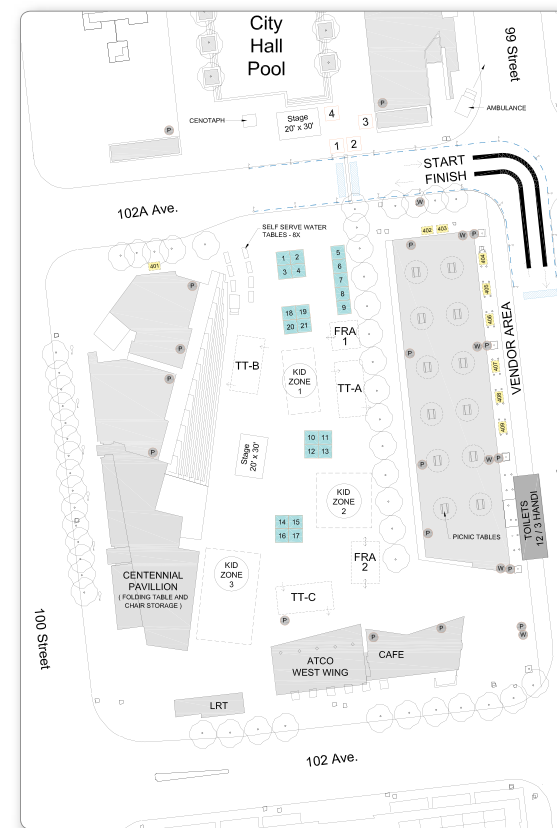 City
Hall
Pool
99 Street
P
P
AMBULANCE
CENOTAPH
Stage
20' x 30'
4
3
1 2
START
FINISH
W
102A Ave.
SELF SERVE WATER
TABLES - 8X
401
402 403
P
W P
1 2
3 4
5
6
7
8
9
404
405
406
P
18 19
20 21
FRA
1
VENDOR AREA
P
P
W P
TT-B
KID
ZONE
1
TT-A
407
408
409
P
P
10 11
12 13
Stage
20' x 30'
P
W P
KID
ZONE
2
TOILETS
12 / 3 HANDI
14 15
16 17
P
PICNIC TABLES
FRA
2
KID
ZONE
3
W P
CENTENNIAL
PAVILLION
( FOLDING TABLE AND
CHAIR STORAGE )
TT-C
P
P
P
P
W
100 Street
ATCO
WEST WING
CAFE
LRT
102 Ave.